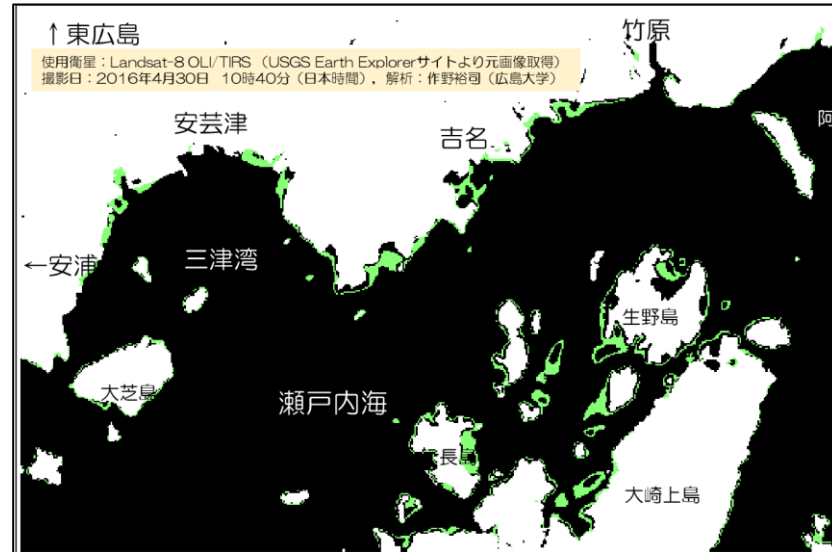 ↑東広島
竹原
使用衛星：Landsat-8 OLI/TIRS （USGS Earth Explorerサイトより元画像取得）
撮影日：2016年4月30日　10時40分（日本時間），解析：作野裕司（広島大学）
安芸津
吉名
阿
←安浦
三津湾
生野島
大芝島
瀬戸内海
長島
大崎上島